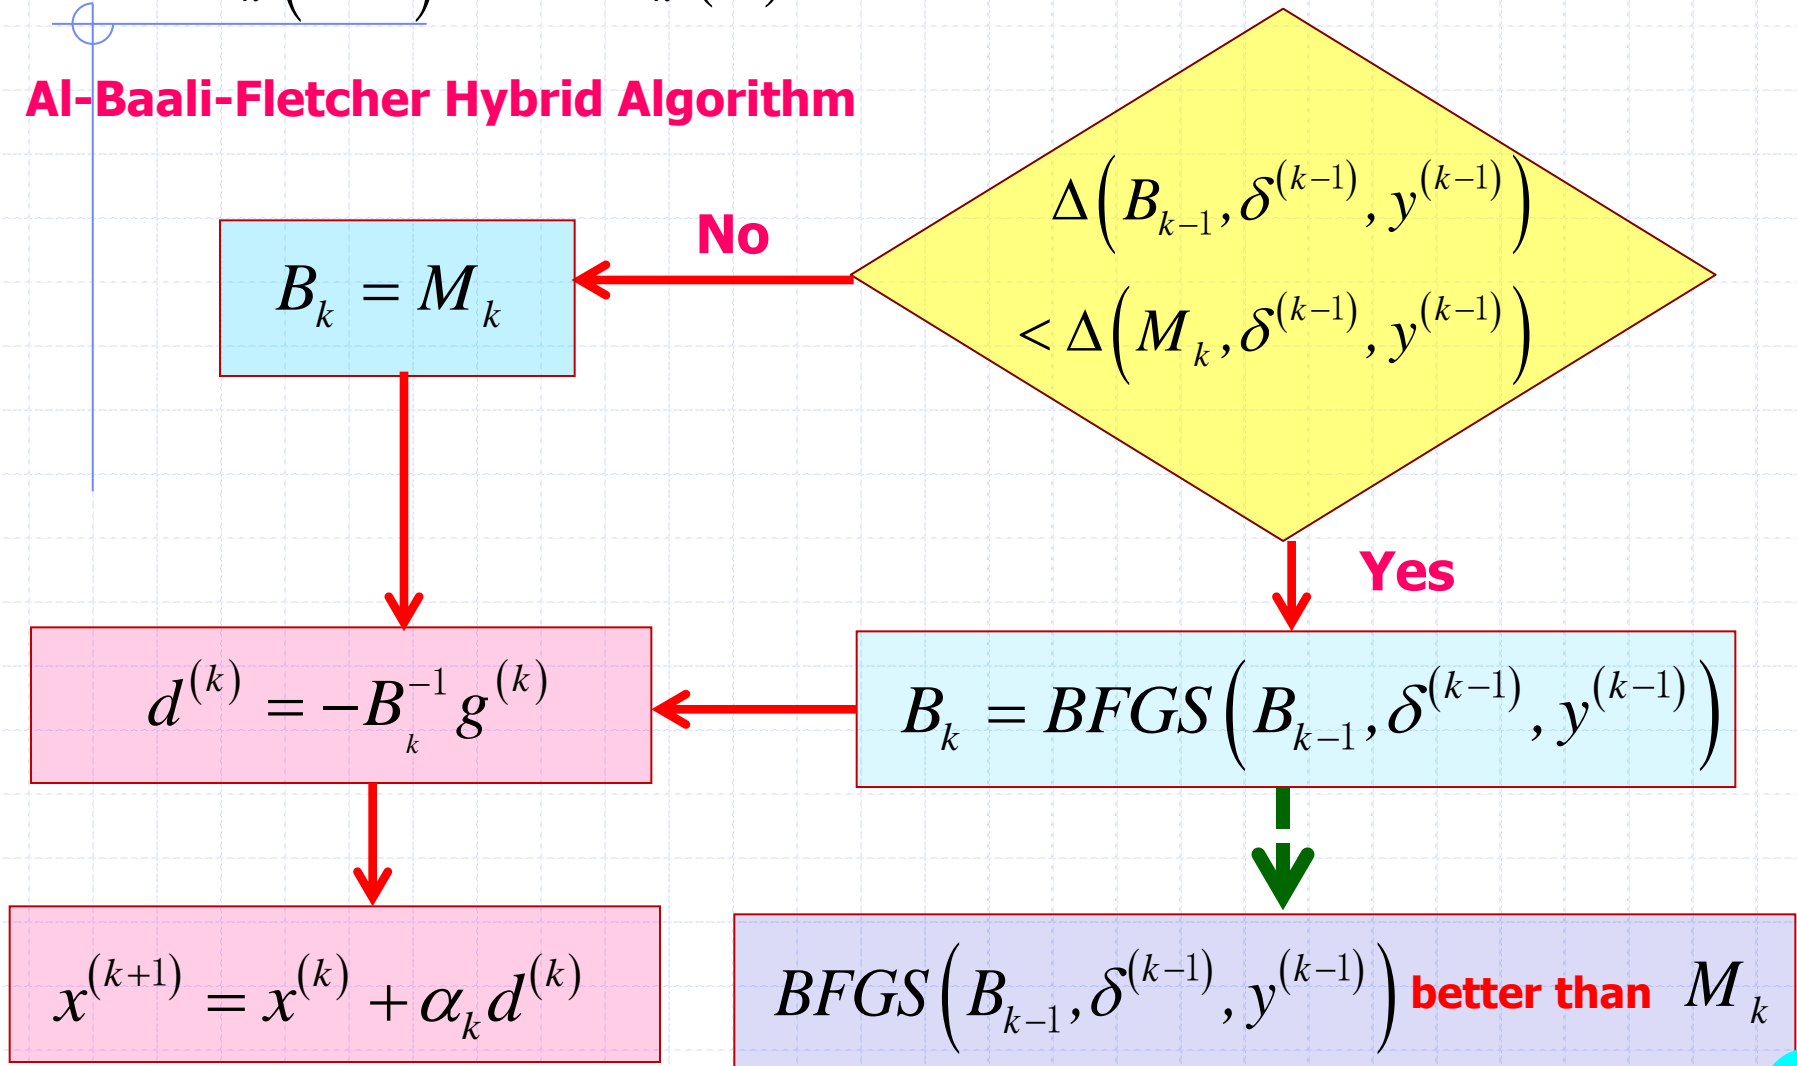 Al-Baali-Fletcher Hybrid Algorithm
Δ(B_{k−1}, δ^{(k−1)}, y^{(k−1)})
< Δ(M_k, δ^{(k−1)}, y^{(k−1)})
No
B_k = M_k
Yes
d^{(k)} = −B_k^{−1} g^{(k)}
B_k = BFGS(B_{k−1}, δ^{(k−1)}, y^{(k−1)})
x^{(k+1)} = x^{(k)} + α_k d^{(k)}
BFGS(B_{k−1}, δ^{(k−1)}, y^{(k−1)}) better than M_k